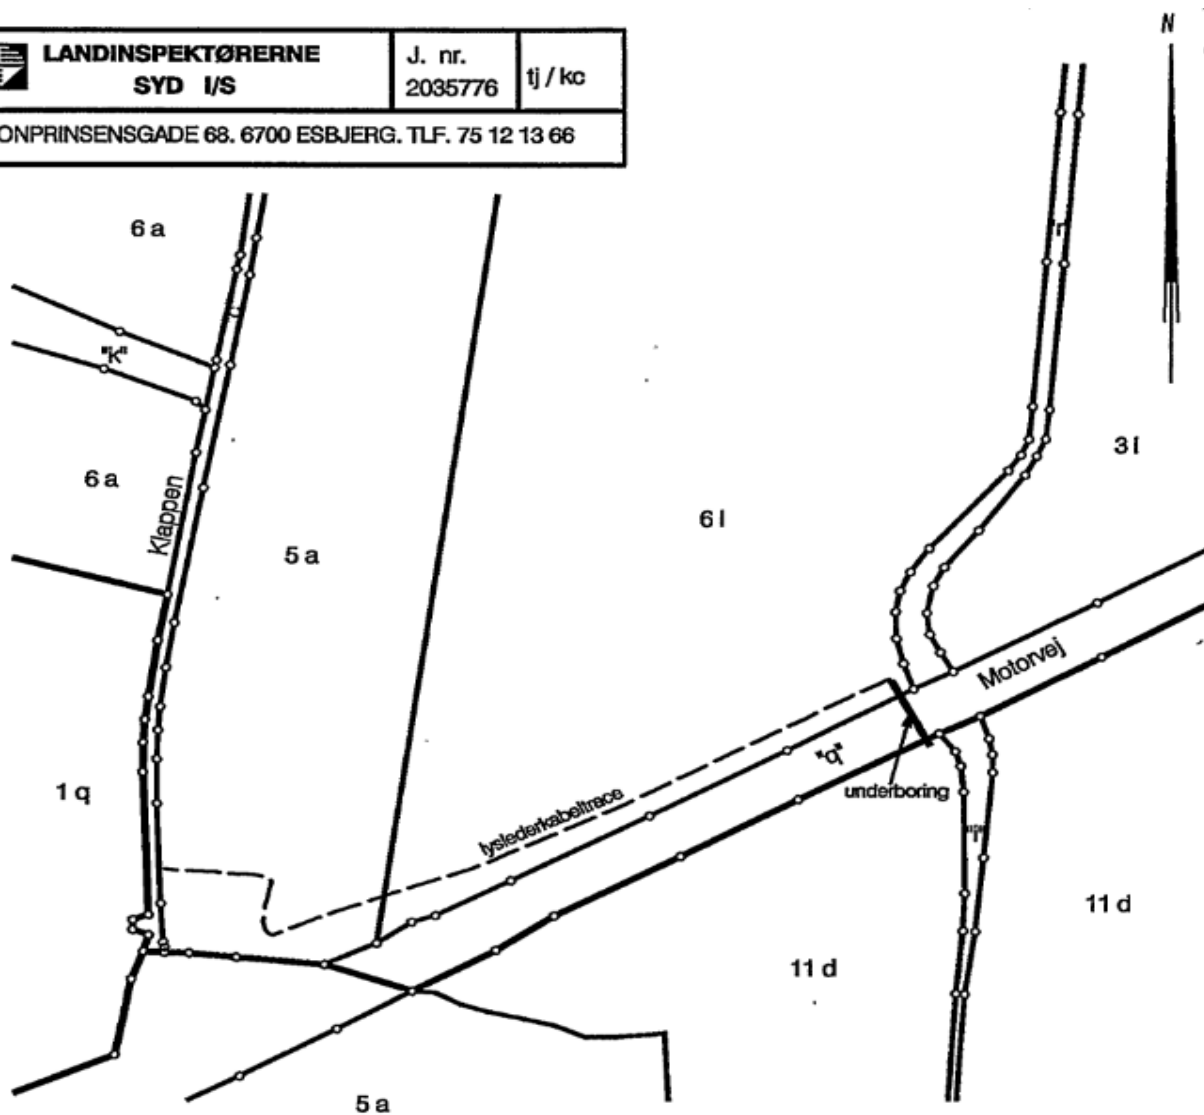 LANDINSPEKTØRERNE
SYD I/S
J. nr.
2035776
tj / kc
ONPRINSENSGADE 68. 6700 ESBJERG. TLF. 75 12 13 66
N
6 a
"k"
6 a
Klappen
5 a
6 l
3 l
Motorvej
"q"
underboring
lyslederkabeltrace
1 q
"i"
11 d
11 d
5 a